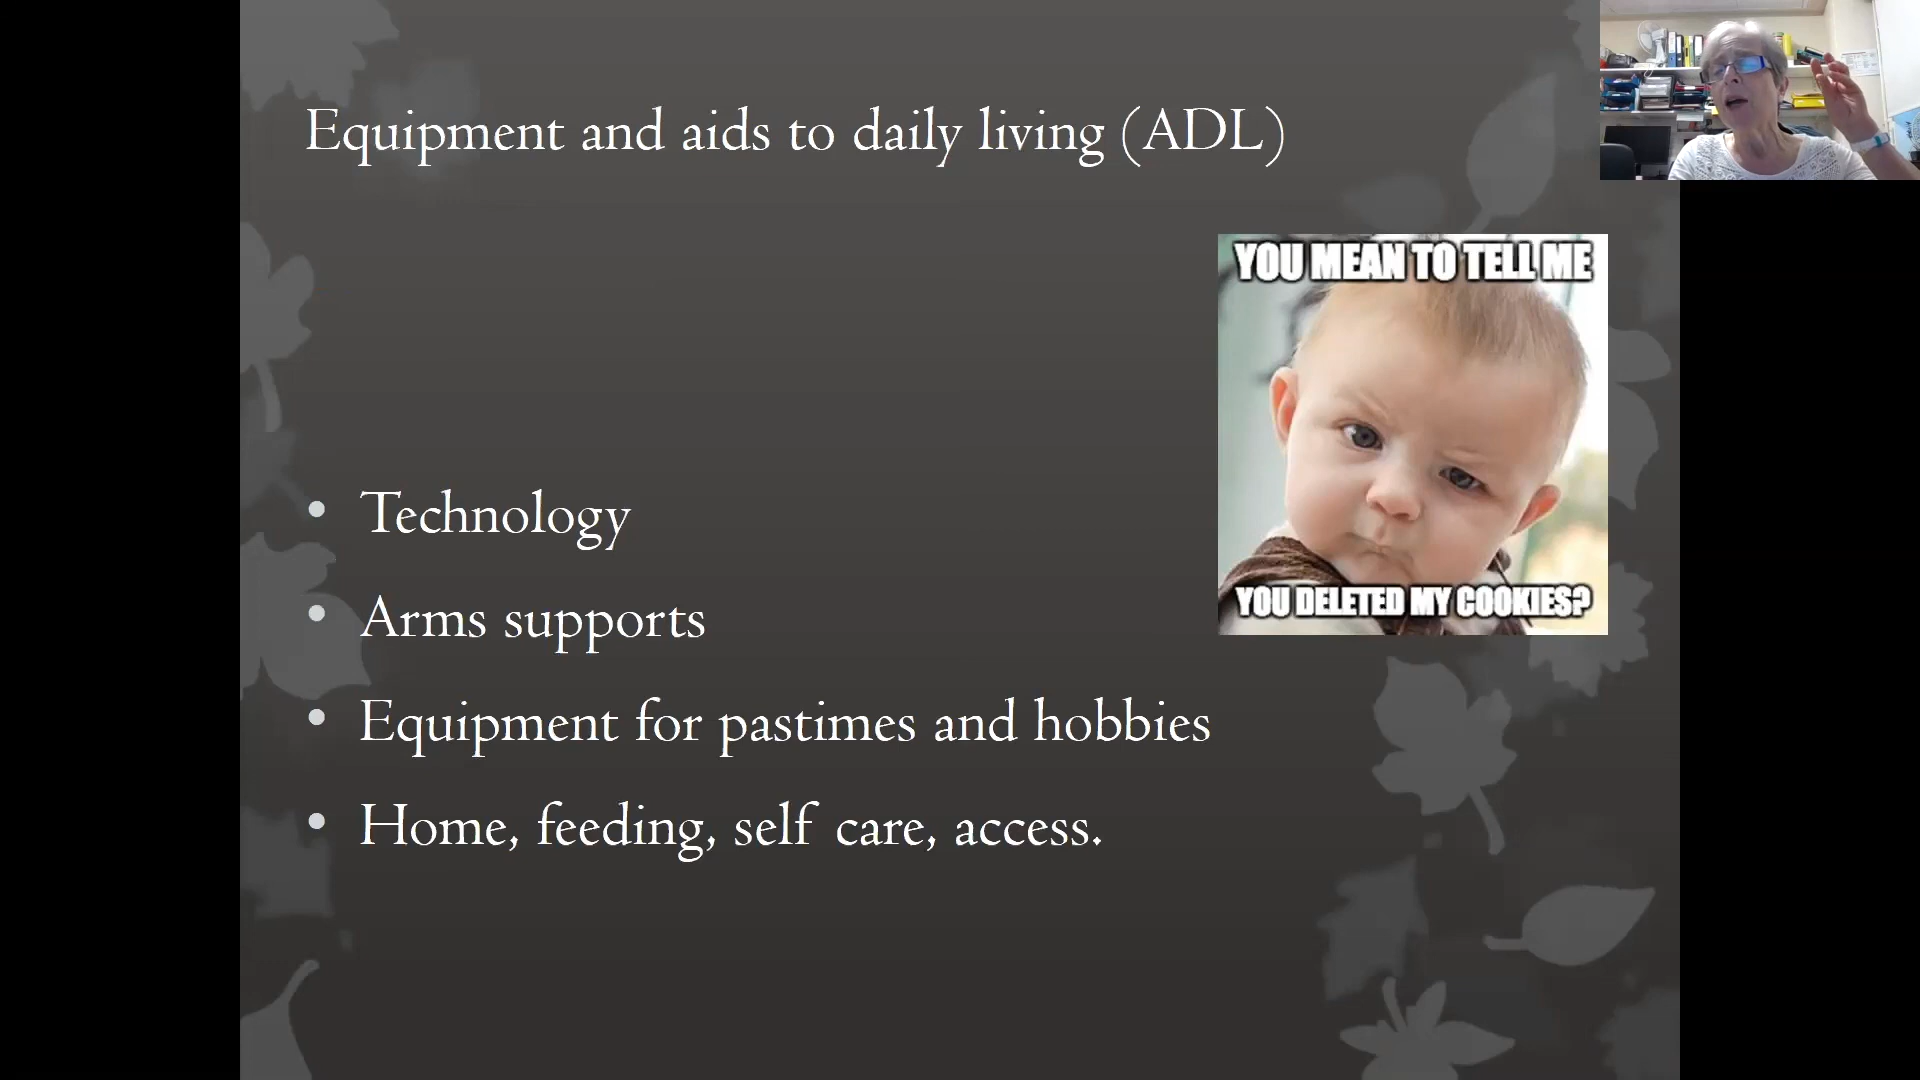 Equipment and aids to daily living (ADL)
YOU MEAN TO TELL ME
YOU DELETED MY COOKIES?
• Technology
• Arms supports
• Equipment for pastimes and hobbies
• Home, feeding, self care, access.